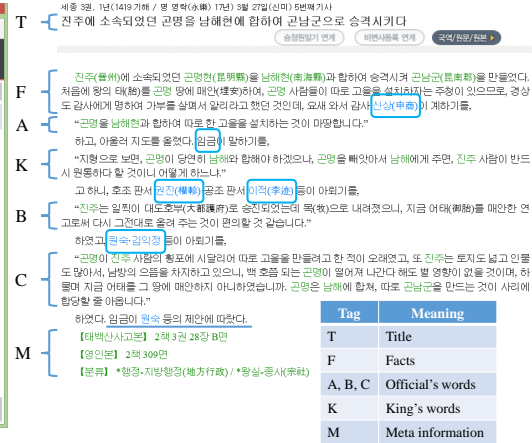 세종 3권, 1년(1419 기해 / 명 영락(永樂) 17년) 3월 27일(신미) 5번째기사
T
진주에 소속되었던 곤명을 남해현에 합하여 곤남군으로 승격시키다
승정원일기 연계 비변사등록 연계 국역/원문/원본
진주(晉州)에 소속되었던 곤명현(昆明縣)을 남해현(南海縣)과 합하여 승격시켜 곤남군(昆南郡)을 만들었다.
F
처음에 왕의 태(胎)를 곤명 땅에 매안(埋安)하여, 곤명 사람들이 따로 고을을 설치하자는 주청이 있으므로, 경상
도 감사에게 명하여 가부를 살펴서 알리라고 했던 것인데, 요새 와서 감사 신상(申商)이 계하기를,
A
“곤명을 남해현과 합하여 따로 한 고을을 설치하는 것이 마땅합니다.”
하고, 아울러 지도를 올렸다. 임금이 말하기를,
K
“지형으로 보면, 곤명이 당연히 남해와 합해야 하겠으나, 곤명을 빼앗아서 남해에게 주면, 진주 사람이 반드
시 원통하다 할 것이니 어떻게 하느냐.”
고 하니, 호조 판서 권진(權軫)·공조 판서 이적(李迹) 등이 아뢰기를,
B
“진주는 일찍이 대도호부(大都護府)로 승진되었는데 목(牧)으로 내려졌으니, 지금 어태(御胎)를 매안한 연
고로써 다시 그전대로 올려 주는 것이 편의할 것 같습니다.”
하였고, 원숙·김익정 등이 아뢰기를,
C
“곤명이 진주 사람의 횡포에 시달리어 따로 고을을 만들려고 한 적이 오래였고, 또 진주는 토지도 넓고 인물
도 많아서, 남방의 으뜸을 차지하고 있으니, 백 호쯤 되는 곤명이 떨어져 나간다 해도 별 영향이 없을 것이며, 하
물며 지금 어태를 그 땅에 매안하지 아니하였습니까. 곤명은 남해에 합쳐, 따로 곤남군을 만드는 것이 사리에
합당할 줄 아옵니다.”
하였다. 임금이 원숙 등의 제안에 따랐다.
M
【태백산사고본】 2책 3권 28장 B면
【영인본】 2책 309면
【분류】 *행정-지방행정(地方行政) / *왕실-종사(宗社)
Tag Meaning
T Title
F Facts
A, B, C Official’s words
K King’s words
M Meta information